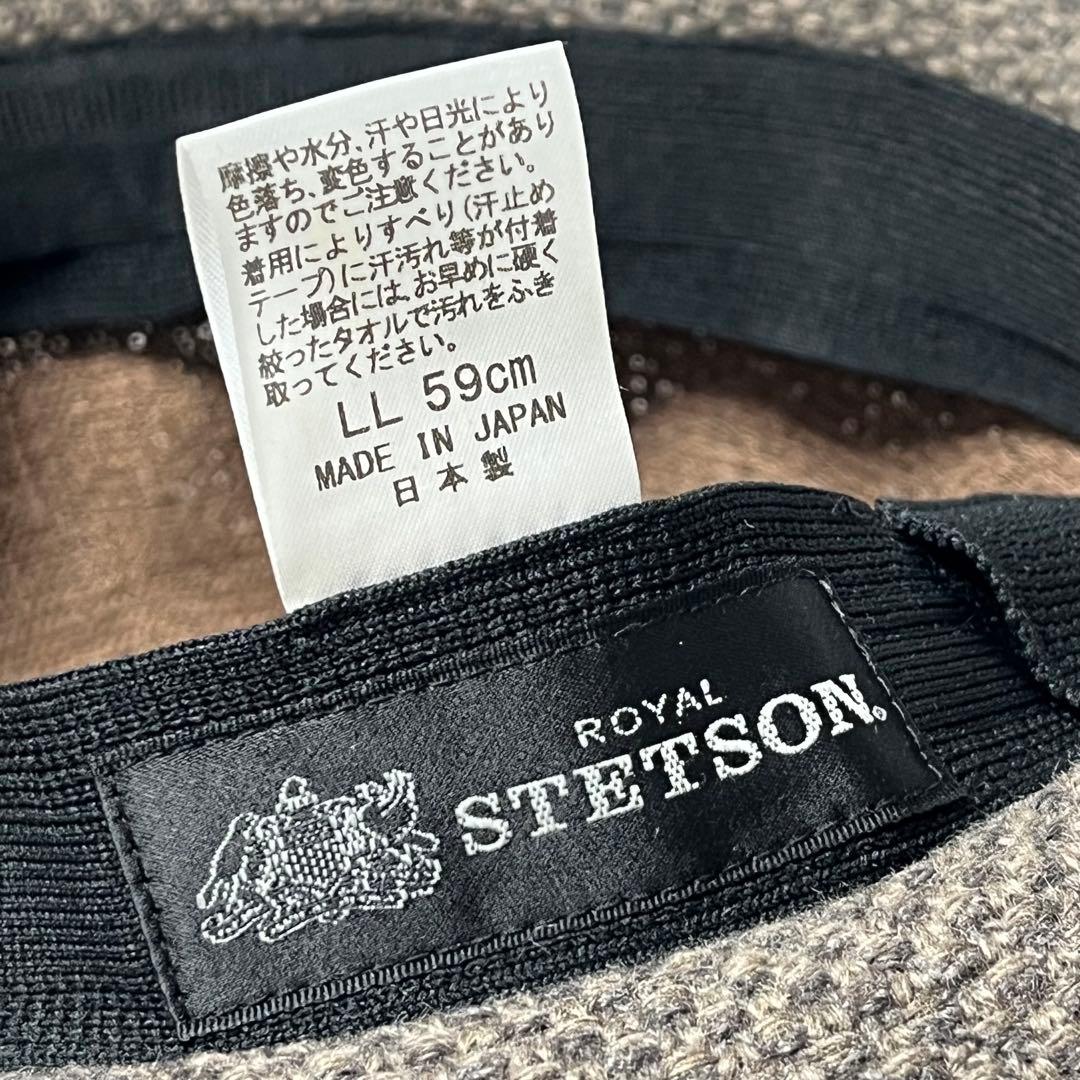 摩擦や水分、汗や日光により
色落ち、変色することがあり
ますのでご注意ください。
着用によりすべり(汗止め
テープ)に汗汚れ等が付着
した場合には、お早めに硬く
絞ったタオルで汚れをふき
取ってください。
LL 59cm
MADE IN JAPAN
日本製
ROYAL
STETSON®